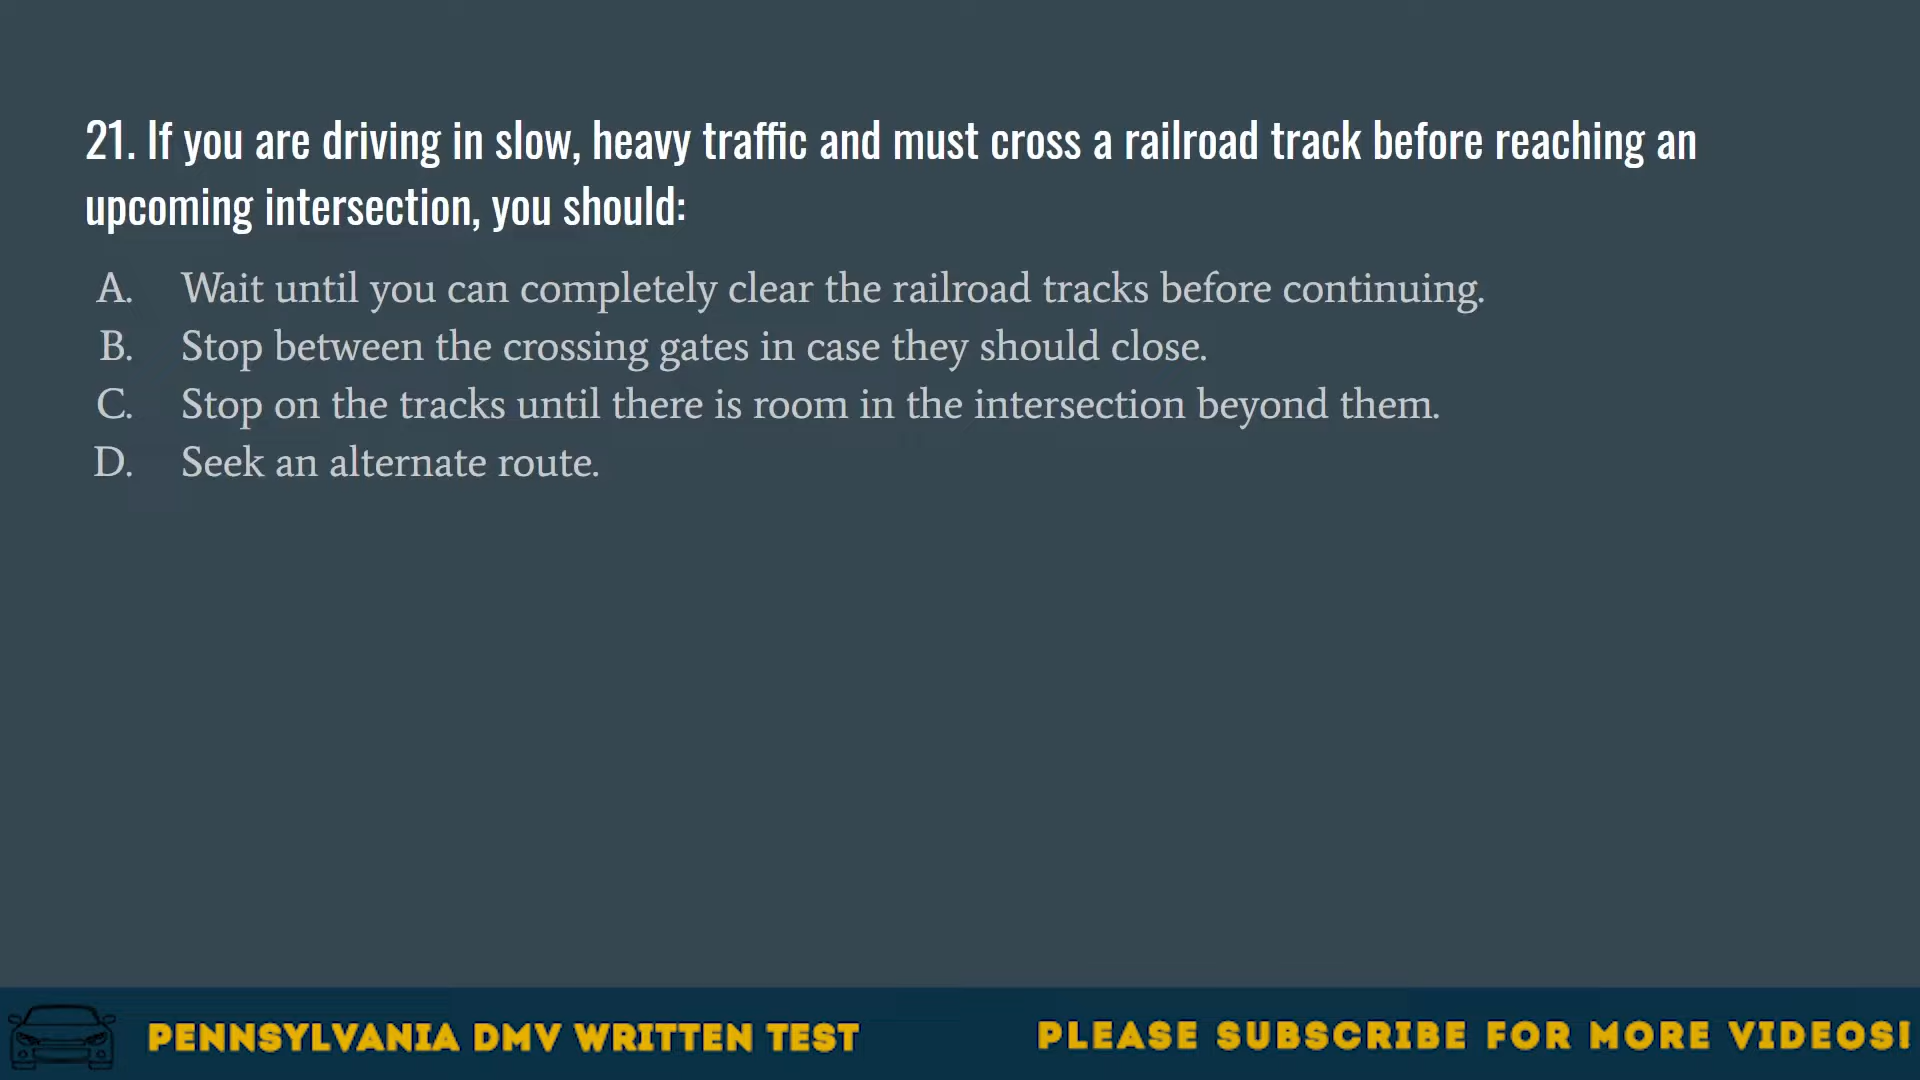 21. If you are driving in slow, heavy traffic and must cross a railroad track before reaching an
upcoming intersection, you should:
A. Wait until you can completely clear the railroad tracks before continuing.
B. Stop between the crossing gates in case they should close.
C. Stop on the tracks until there is room in the intersection beyond them.
D. Seek an alternate route.
PENNSYLVANIA DMV WRITTEN TEST
PLEASE SUBSCRIBE FOR MORE VIDEOS!